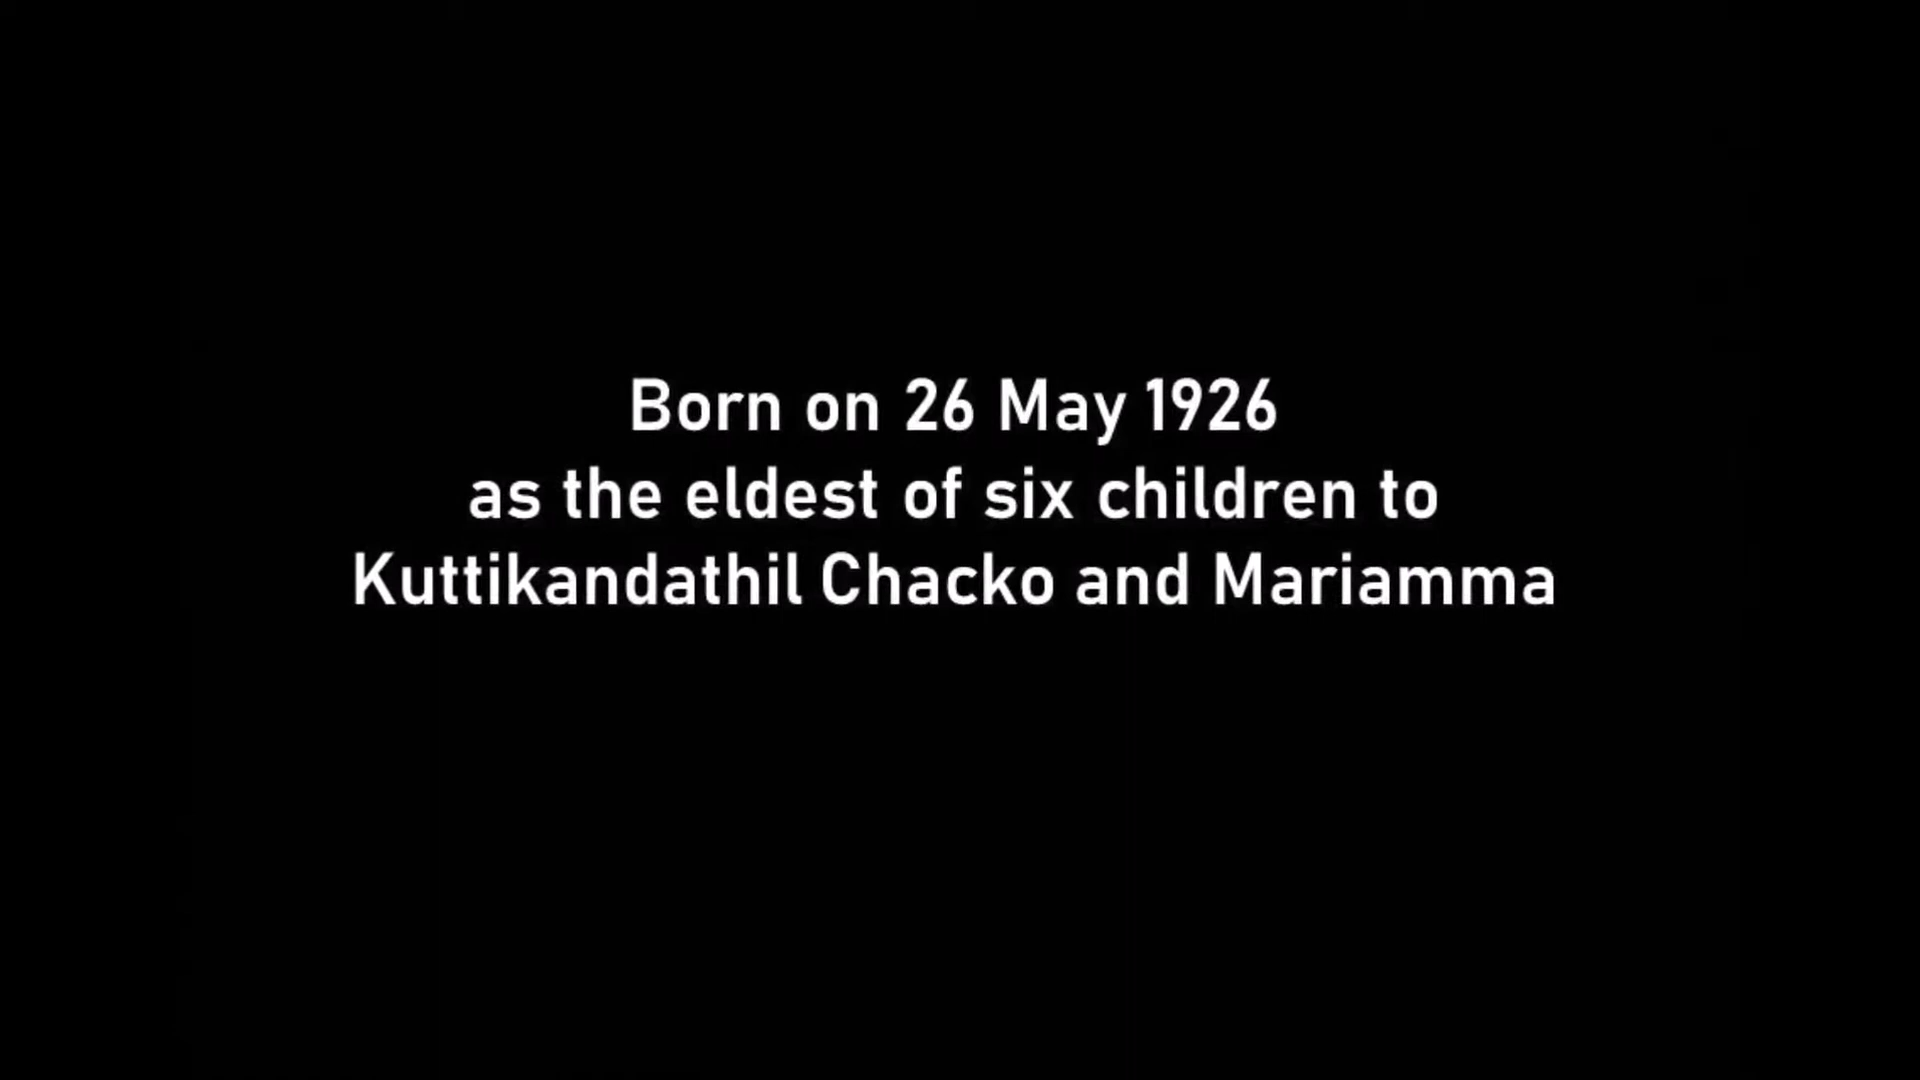 Born on 26 May 1926
as the eldest of six children to
Kuttikandathil Chacko and Mariamma